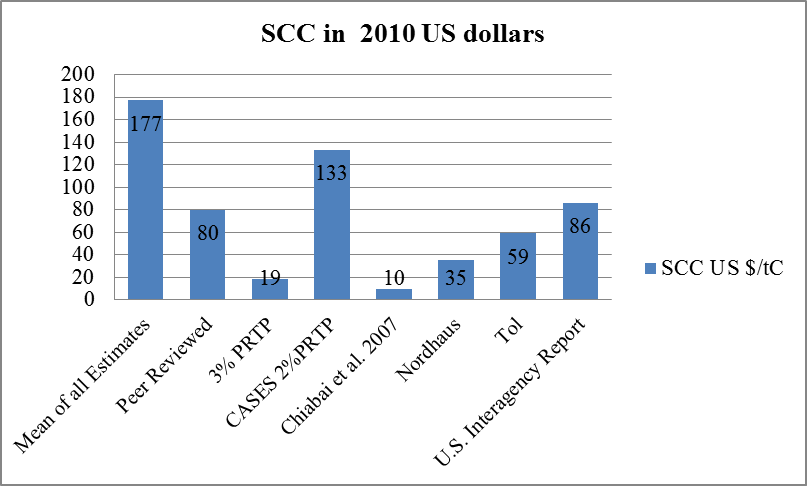 SCC in  2010 US dollars
200
180
160
140
120
100
80
60
40
20
0
177
80
19
133
10
35
59
86
Mean of all Estimates
Peer Reviewed
3% PRTP
CASES 2%PRTP
Chiabai et al. 2007
Nordhaus
Tol
U.S. Interagency Report
SCC US $/tC